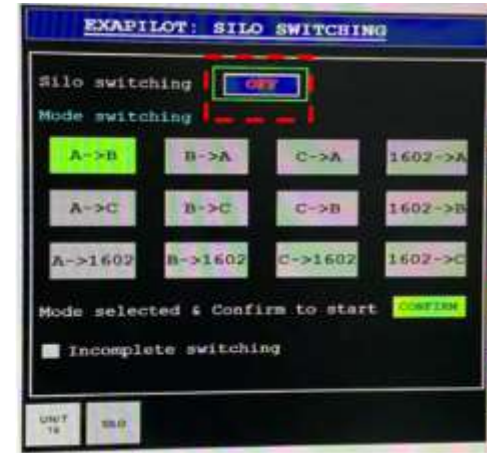 EXAPILOT: SILO SWITCHING
Silo switching OFF
Mode switching
A->B B->A C->A 1602->A
A->C B->C C->B 1602->B
A->1602 B->1602 C->1602 1602->C
Mode selected & Confirm to start CONFIRM
Incomplete switching
UNIT SILO